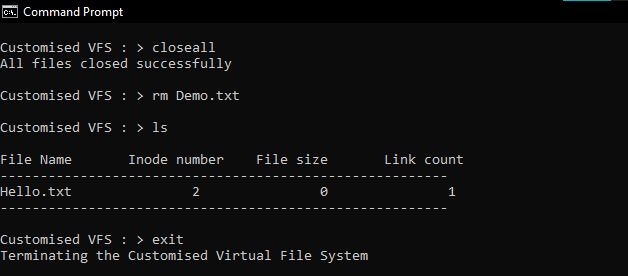 Command Prompt
Customised VFS : > closeall
All files closed successfully
Customised VFS : > rm Demo.txt
Customised VFS : > ls
File Name       Inode number    File size       Link count
--------------------------------------------------------
Hello.txt               2               0               1
--------------------------------------------------------
Customised VFS : > exit
Terminating the Customised Virtual File System